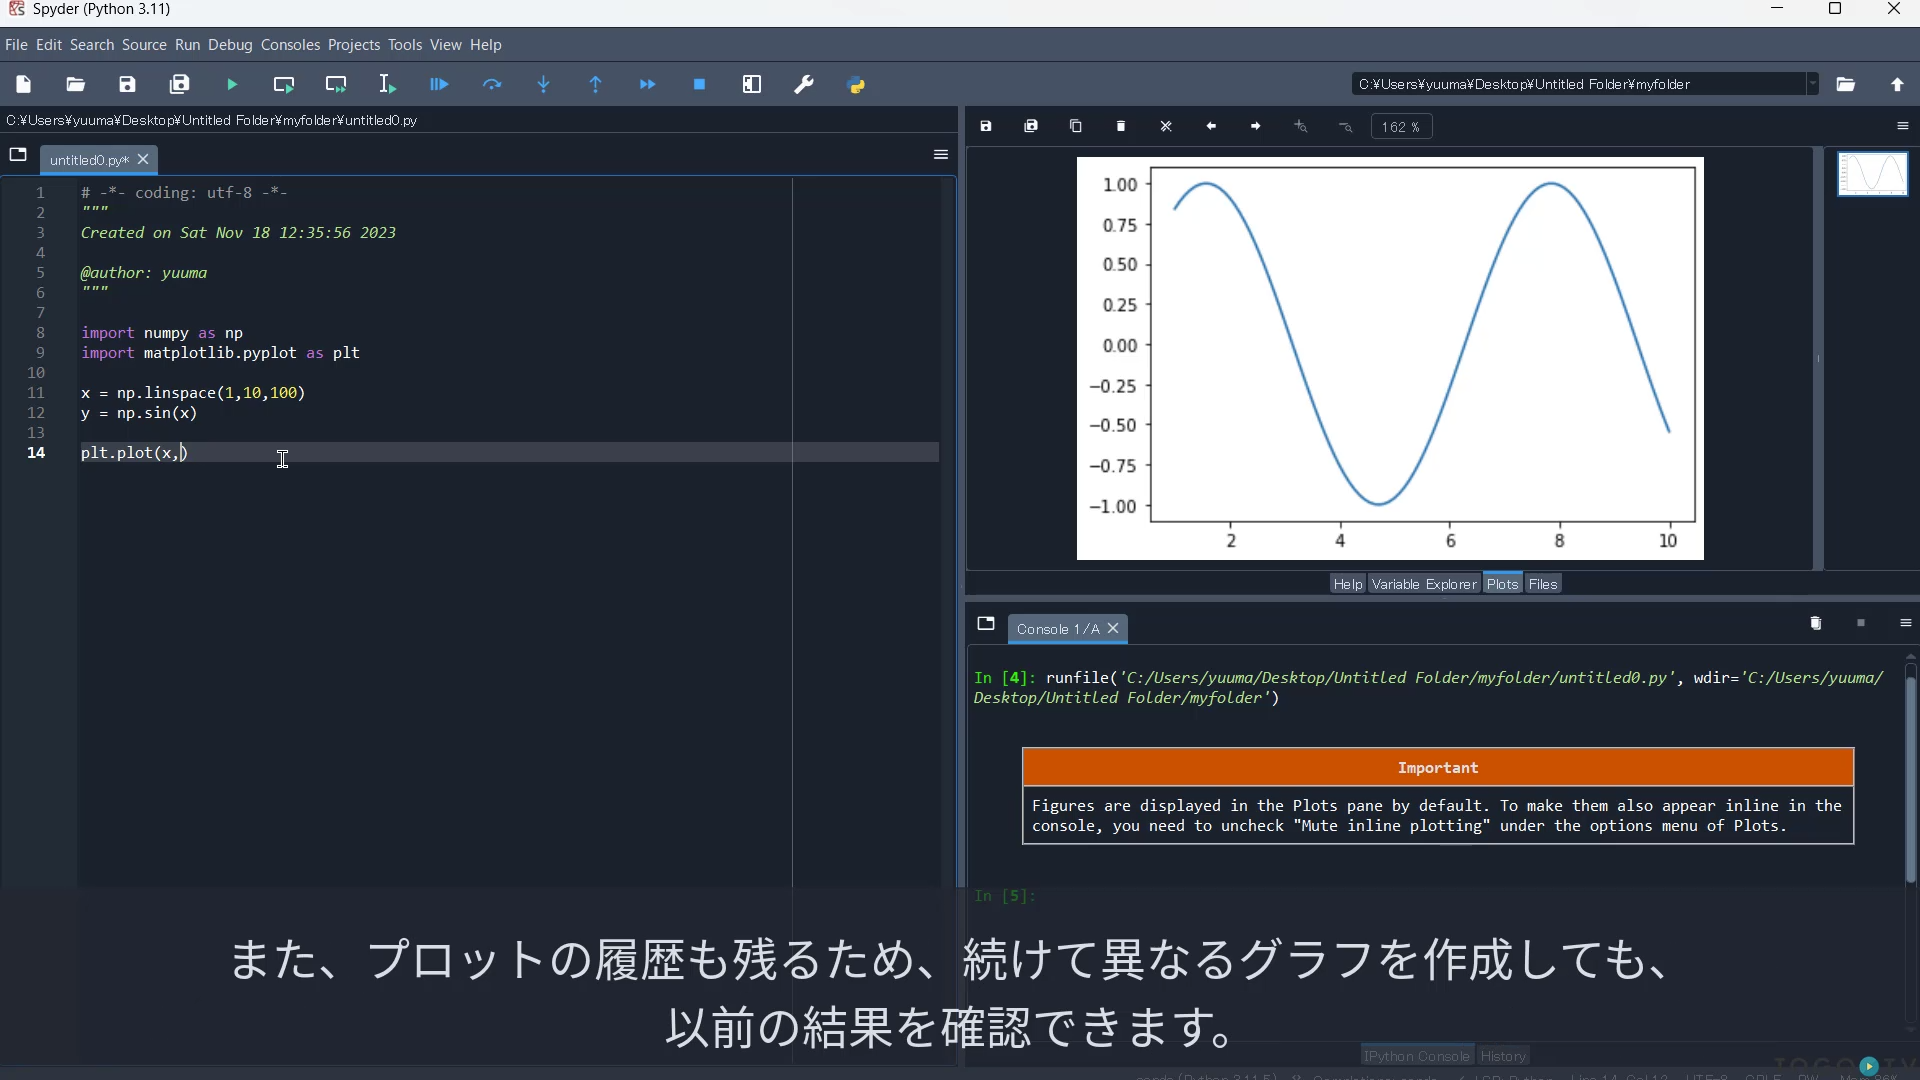 Spyder (Python 3.11)
File Edit Search Source Run Debug Consoles Projects Tools View Help
C:¥Users¥yuuma¥Desktop¥Untitled Folder¥myfolder
C:¥Users¥yuuma¥Desktop¥Untitled Folder¥myfolder¥untitled0.py
untitled0.py*
1 # -*- coding: utf-8 -*-
2 """
3 Created on Sat Nov 18 12:35:56 2023
4
5 @author: yuuma
6 """
7
8 import numpy as np
9 import matplotlib.pyplot as plt
10
11 x = np.linspace(1,10,100)
12 y = np.sin(x)
13
14 plt.plot(x,)
162 %
1.00
0.75
0.50
0.25
0.00
−0.25
−0.50
−0.75
−1.00
2 4 6 8 10
Help Variable Explorer Plots Files
Console 1/A
In [4]: runfile('C:/Users/yuuma/Desktop/Untitled Folder/myfolder/untitled0.py', wdir='C:/Users/yuuma/
Desktop/Untitled Folder/myfolder')
Important
Figures are displayed in the Plots pane by default. To make them also appear inline in the
console, you need to uncheck "Mute inline plotting" under the options menu of Plots.
In [5]:
また、プロットの履歴も残るため、続けて異なるグラフを作成しても、
以前の結果を確認できます。
IPython Console History